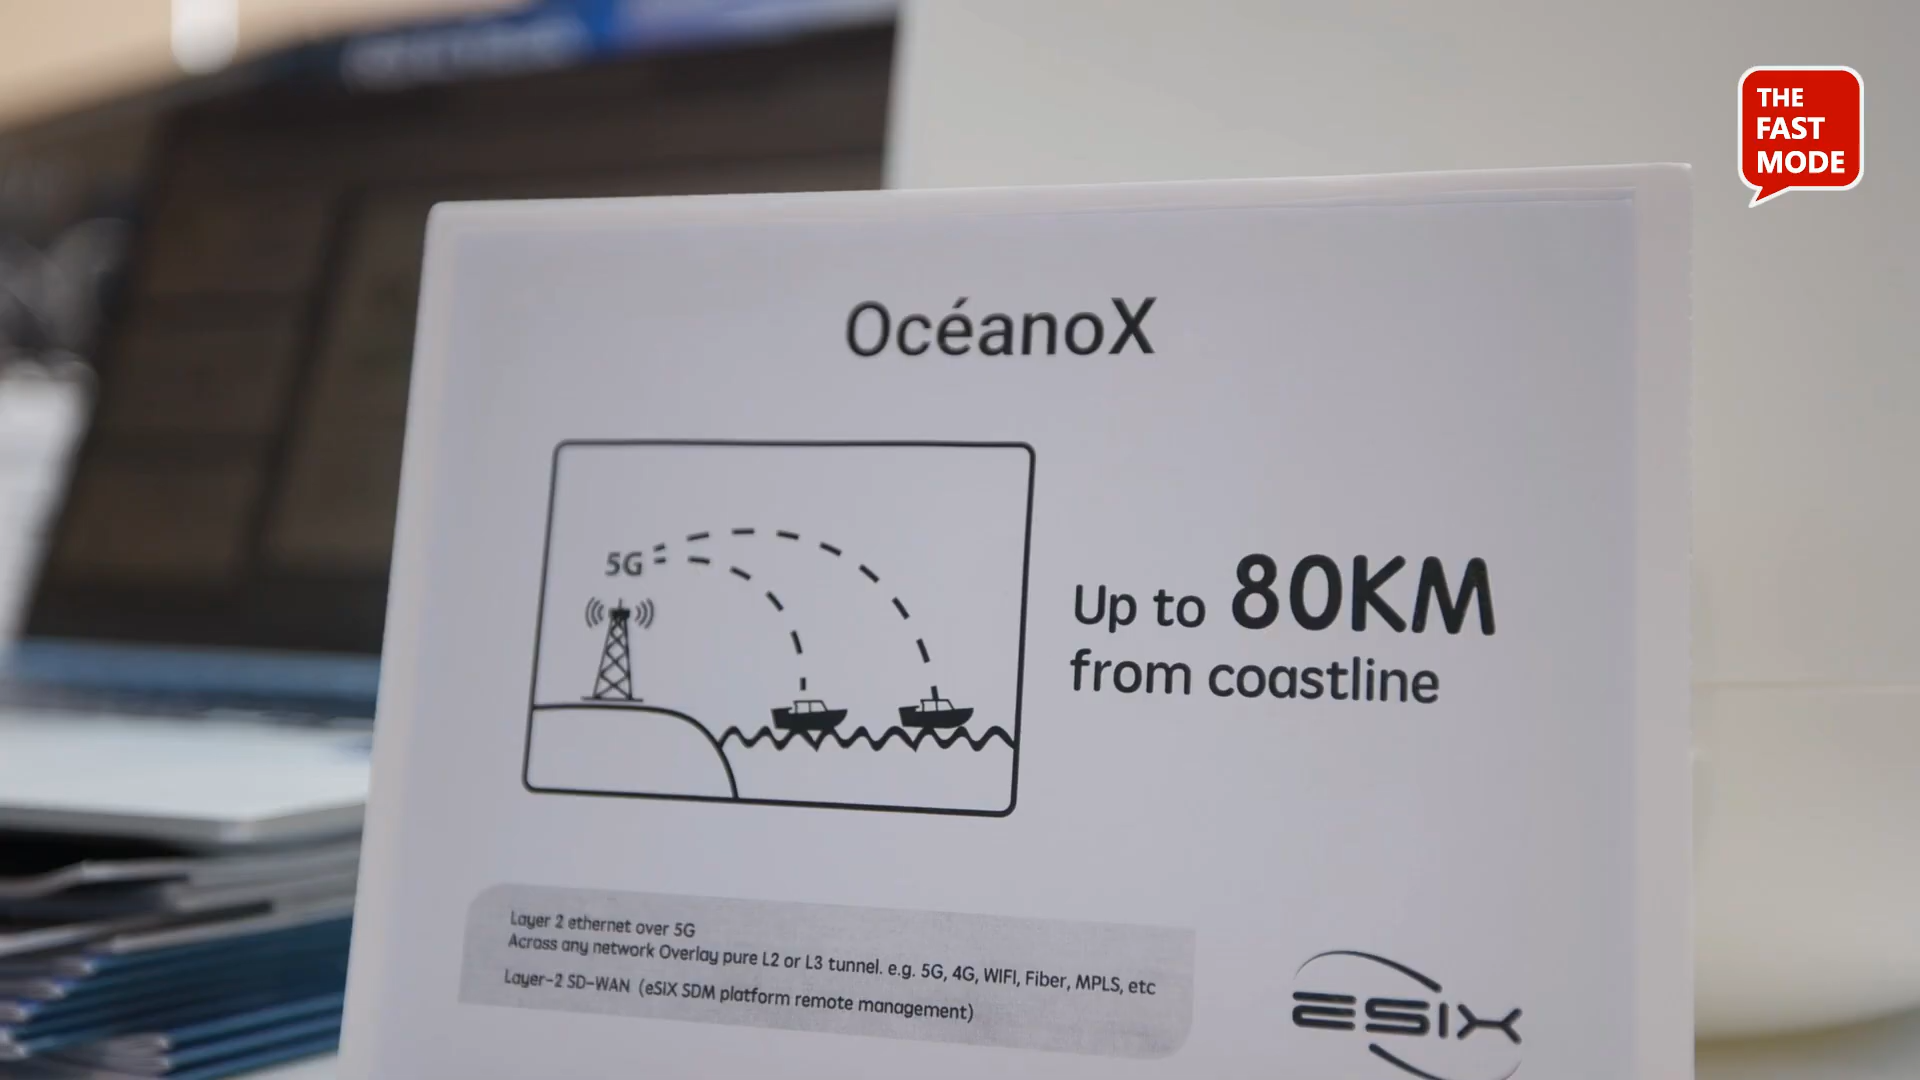 THE
FAST
MODE
OcéanoX
5G
Up to 80KM
from coastline
Layer 2 ethernet over 5G
Across any network Overlay pure L2 or L3 tunnel. e.g. 5G, 4G, WIFI, Fiber, MPLS, etc
Layer-2 SD-WAN (eSIX SDM platform remote management)
ESIX